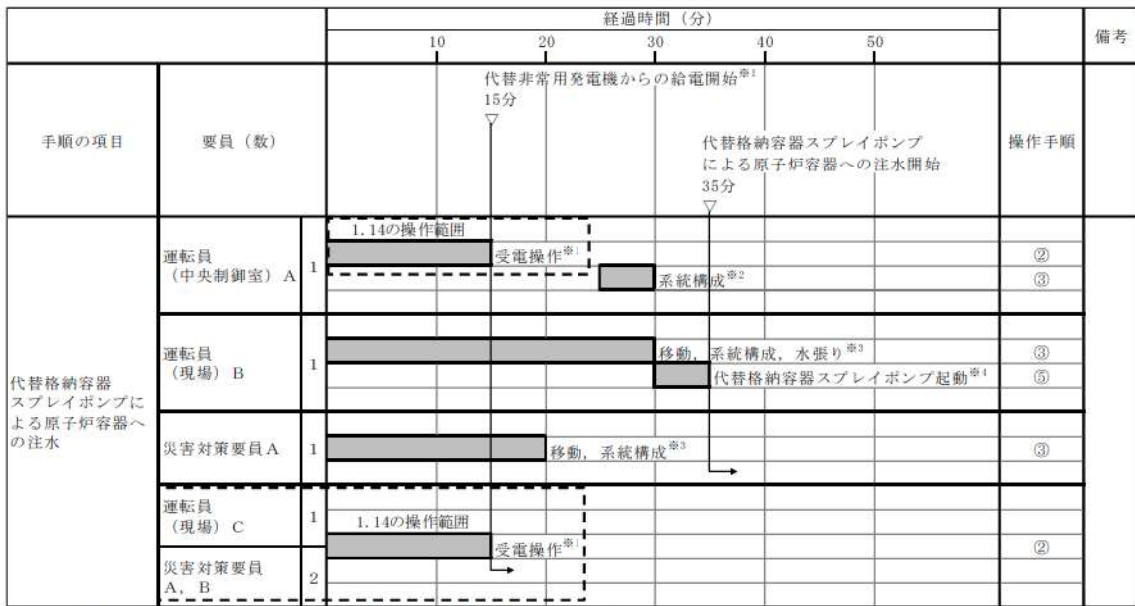 経過時間（分）
備考
10 20 30 40 50
手順の項目
要員（数）
代替非常用発電機からの給電開始※1
15分
▽
代替格納容器スプレイポンプ
による原子炉容器への注水開始
35分
▽
操作手順
代替格納容器
スプレイポンプに
よる原子炉容器へ
の注水
運転員
（中央制御室）A
1
1.14の操作範囲
受電操作※1
②
系統構成※2
③
運転員
（現場）B
1
移動，系統構成，水張り※3
③
代替格納容器スプレイポンプ起動※4
⑤
災害対策要員A
1
移動，系統構成※3
③
運転員
（現場）C
1
1.14の操作範囲
受電操作※1
②
災害対策要員
A，B
2